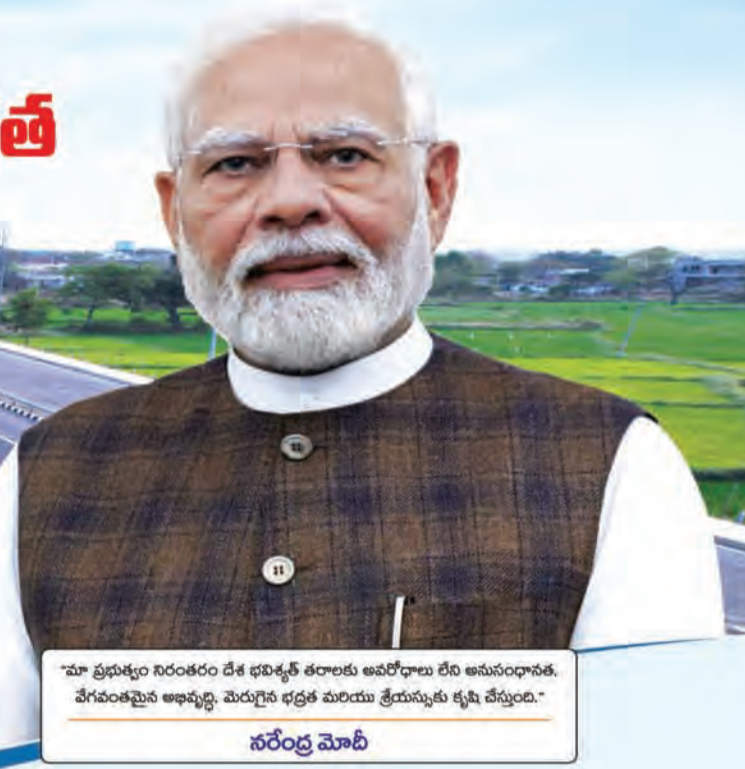 త
"మా ప్రభుత్వం నిరంతరం దేశ భవిశ్యత్ తరాలకు అవరోధాలు లేని అనుసంధానత,
వేగవంతమైన అభివృద్ధి, మెరుగైన భద్రత మరియు శ్రేయస్సుకు కృషి చేస్తుంది."
నరేంద్ర మోదీ